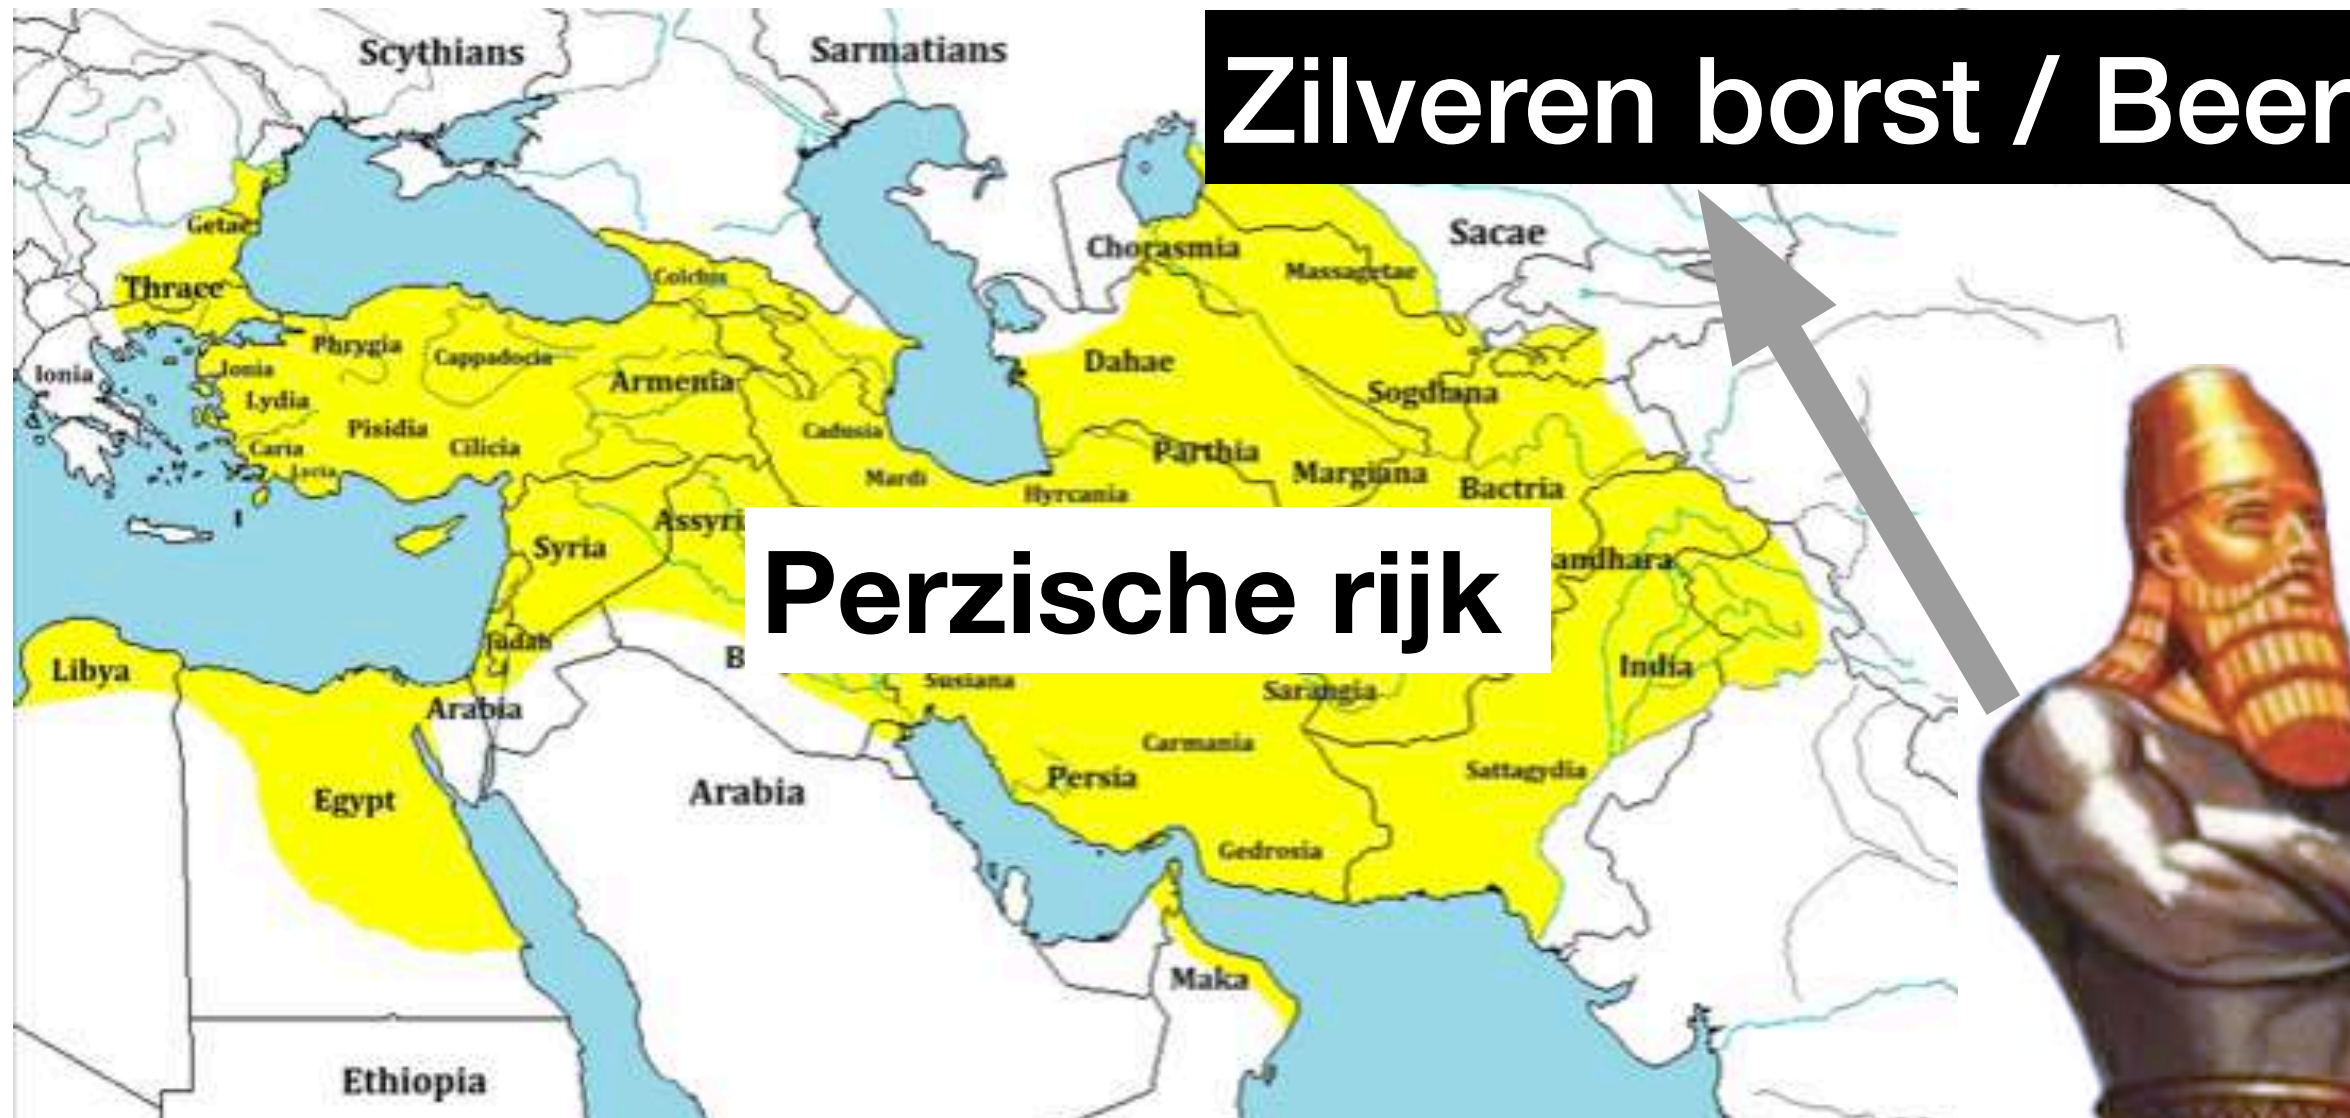 Scythians
Sarmatians
Zilveren borst / Beer
Getae
Sacae
Chorasmia
Massagetae
Colchis
Thrace
Phrygia
Cappadocia
Ionia
Ionia
Dahae
Armenia
Sogdiana
Lydia
Pisidia
Cadusia
Caria
Cilicia
Parthia
Margiana
Mardi
Bactria
Hyrcania
Assyri
Syria
andhara
Perzische rijk
Judah
Libya
B
India
Susiana
Sarangia
Arabia
Carmania
Persia
Sattagydia
Egypt
Arabia
Gedrosia
Maka
Ethiopia